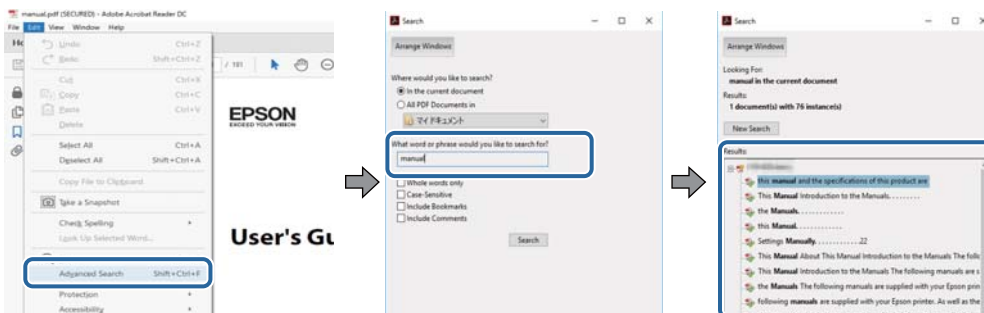 manual.pdf (SECURED) - Adobe Acrobat Reader DC
File Edit View Window Help
Undo Ctrl+Z
Redo Shift+Ctrl+Z
Cut Ctrl+X
Copy Ctrl+C
Paste Ctrl+V
Delete
Select All Ctrl+A
Deselect All Shift+Ctrl+A
Copy File to Clipboard
Take a Snapshot
Check Spelling
Look Up Selected Word...
Advanced Search Shift+Ctrl+F
Protection
Accessibility
/ 181
EPSON
EXCEED YOUR VISION
User's Gu
Search
Arrange Windows
Where would you like to search?
In the current document
All PDF Documents in
マイ ドキュメント
What word or phrase would you like to search for?
manual
Whole words only
Case-Sensitive
Include Bookmarks
Include Comments
Search
Search
Arrange Windows
Looking For:
manual in the current document
Results:
1 document(s) with 76 instance(s)
New Search
Results:
this manual and the specifications of this product are
This Manual Introduction to the Manuals.........
the Manuals.............
this Manual.............
Settings Manually.............22
This Manual About This Manual Introduction to the Manuals The follo
This Manual Introduction to the Manuals The following manuals are s
the Manuals The following manuals are supplied with your Epson prin
following manuals are supplied with your Epson printer. As well as the